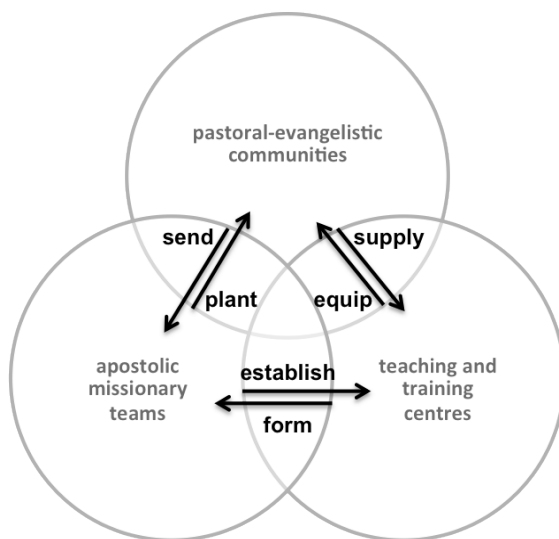 pastoral-evangelistic
communities
send
supply
plant
equip
apostolic
missionary
teams
establish
form
teaching and
training
centres